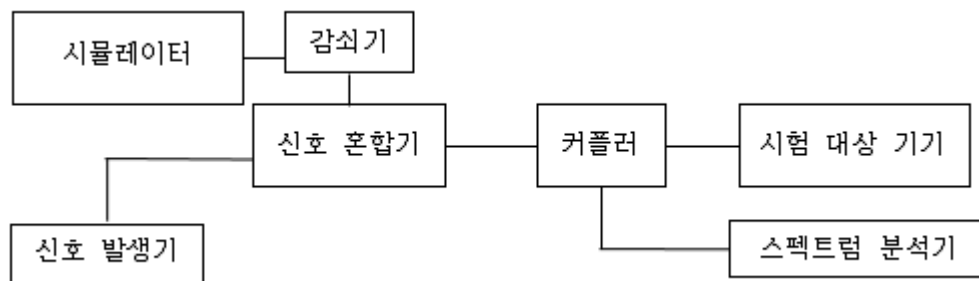 시뮬레이터
감쇠기
신호 혼합기
커플러
시험 대상 기기
신호 발생기
스펙트럼 분석기